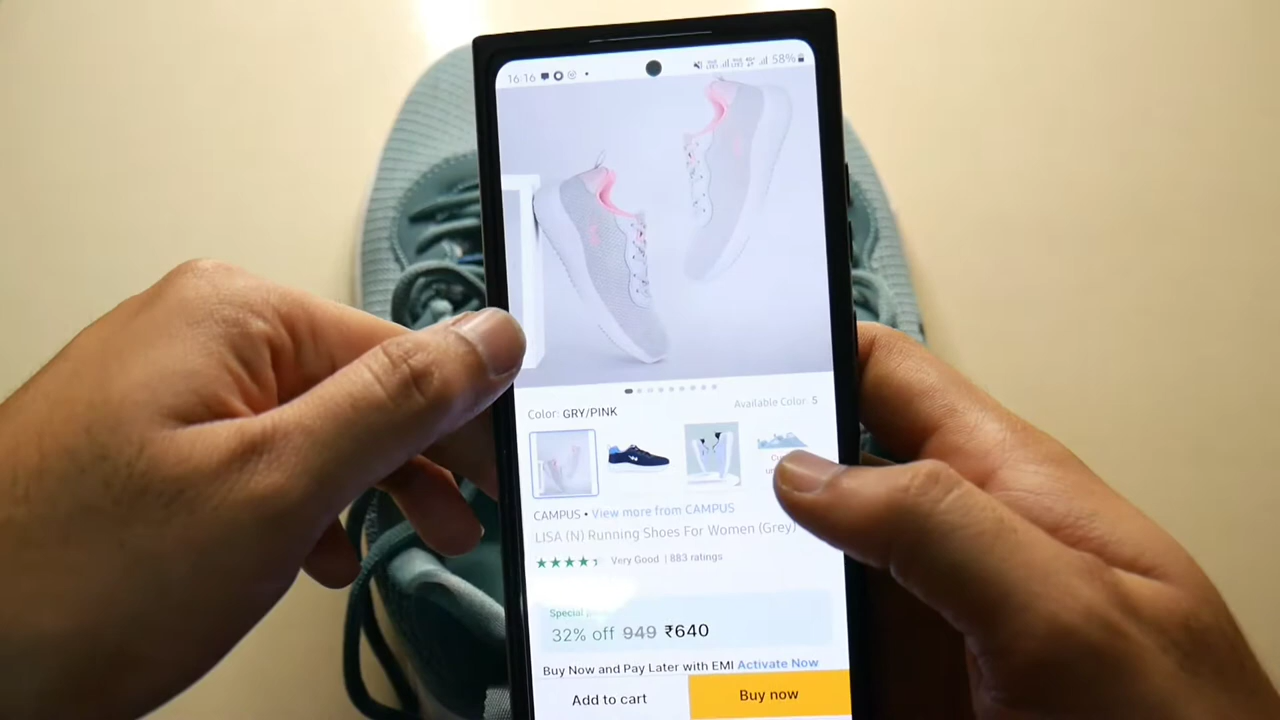 16:16
58%
Color: GRY/PINK
Available Color: 5
CAMPUS • View more from CAMPUS
LISA (N) Running Shoes For Women (Grey)
Very Good | 883 ratings
Special
32% off 949 ₹640
Buy Now and Pay Later with EMI Activate Now
Add to cart
Buy now